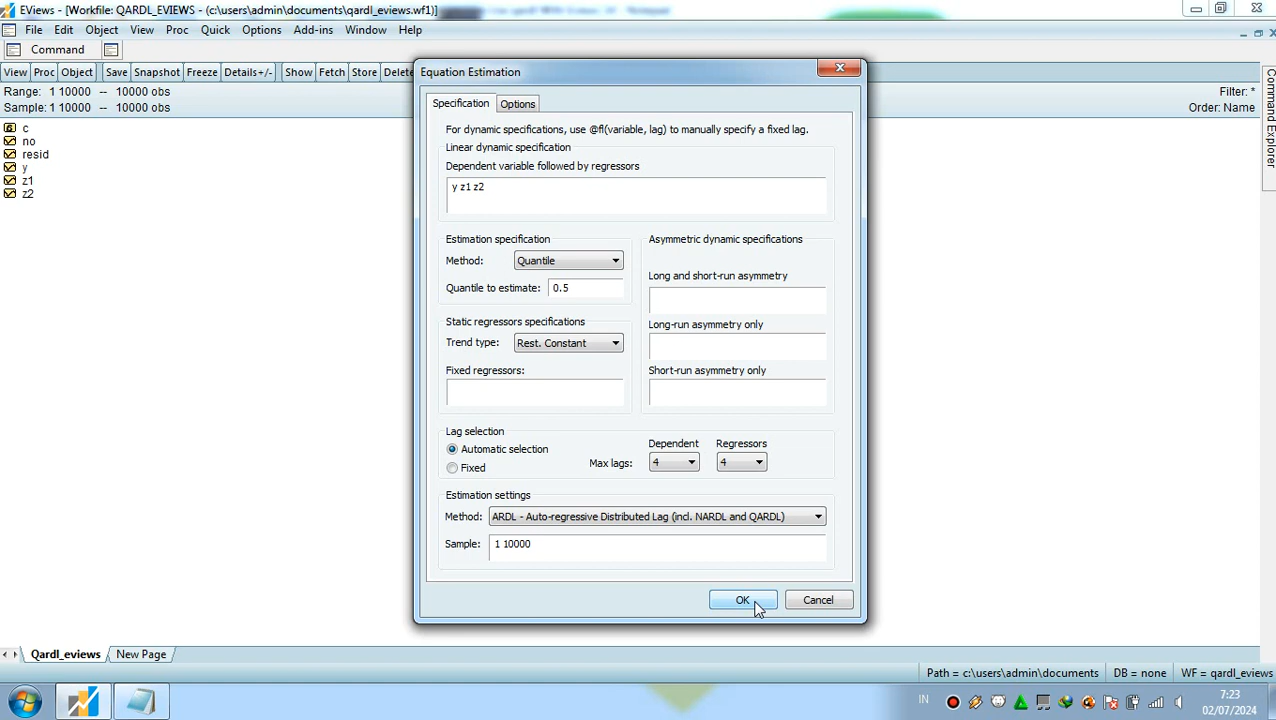 EViews - [Workfile: QARDL_EVIEWS - (c:\users\admin\documents\qardl_eviews.wf1)]
File Edit Object View Proc Quick Options Add-ins Window Help
Command
View Proc Object Save Snapshot Freeze Details+/- Show Fetch Store Delete
Range: 1 10000 -- 10000 obs
Filter: *
Sample: 1 10000 -- 10000 obs
Order: Name
c
no
resid
y
z1
z2
Command Explorer
Equation Estimation
Specification Options
For dynamic specifications, use @fl(variable, lag) to manually specify a fixed lag.
Linear dynamic specification
Dependent variable followed by regressors
y z1 z2
Estimation specification
Method: Quantile
Quantile to estimate: 0.5
Static regressors specifications
Trend type: Rest. Constant
Fixed regressors:
Asymmetric dynamic specifications
Long and short-run asymmetry
Long-run asymmetry only
Short-run asymmetry only
Lag selection
Automatic selection
Fixed
Max lags:
Dependent Regressors
4 4
Estimation settings
Method: ARDL - Auto-regressive Distributed Lag (incl. NARDL and QARDL)
Sample: 1 10000
OK Cancel
Qardl_eviews New Page
Path = c:\users\admin\documents DB = none WF = qardl_eviews
IN
7:23
02/07/2024